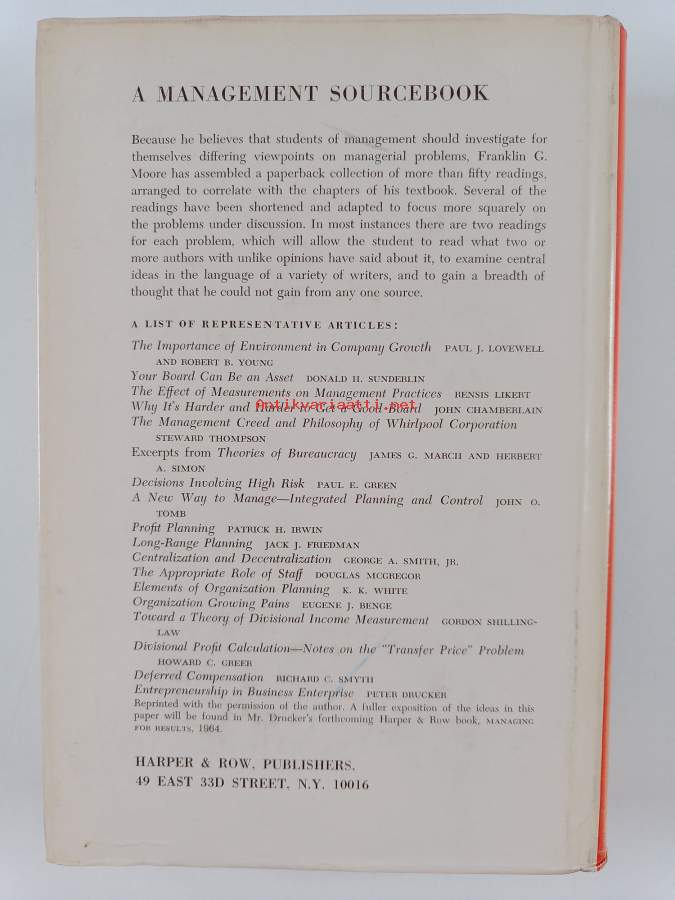 A MANAGEMENT SOURCEBOOK
Because he believes that students of management should investigate for
themselves differing viewpoints on managerial problems, Franklin G.
Moore has assembled a paperback collection of more than fifty readings,
arranged to correlate with the chapters of his textbook. Several of the
readings have been shortened and adapted to focus more squarely on
the problems under discussion. In most instances there are two readings
for each problem, which will allow the student to read what two or
more authors with unlike opinions have said about it, to examine central
ideas in the language of a variety of writers, and to gain a breadth of
thought that he could not gain from any one source.
A LIST OF REPRESENTATIVE ARTICLES:
The Importance of Environment in Company Growth PAUL J. LOVEWELL
AND ROBERT B. YOUNG
Your Board Can Be an Asset DONALD H. SUNDERLIN
The Effect of Measurements on Management Practices RENSIS LIKERT
Why It's Harder and Harder to Get a Good Board JOHN CHAMBERLAIN
Antikvariaatti.net
The Management Creed and Philosophy of Whirlpool Corporation
STEWARD THOMPSON
Excerpts from Theories of Bureaucracy JAMES G. MARCH AND HERBERT
A. SIMON
Decisions Involving High Risk PAUL E. GREEN
A New Way to Manage—Integrated Planning and Control JOHN O.
TOMB
Profit Planning PATRICK H. IRWIN
Long-Range Planning JACK J. FRIEDMAN
Centralization and Decentralization GEORGE A. SMITH, JR.
The Appropriate Role of Staff DOUGLAS MCGREGOR
Elements of Organization Planning K. K. WHITE
Organization Growing Pains EUGENE J. BENGE
Toward a Theory of Divisional Income Measurement GORDON SHILLING-
LAW
Divisional Profit Calculation—Notes on the "Transfer Price" Problem
HOWARD C. GREER
Deferred Compensation RICHARD C. SMYTH
Entrepreneurship in Business Enterprise PETER DRUCKER
Reprinted with the permission of the author. A fuller exposition of the ideas in this
paper will be found in Mr. Drucker's forthcoming Harper & Row book, MANAGING
FOR RESULTS, 1964.
HARPER & ROW, PUBLISHERS,
49 EAST 33D STREET, N.Y. 10016